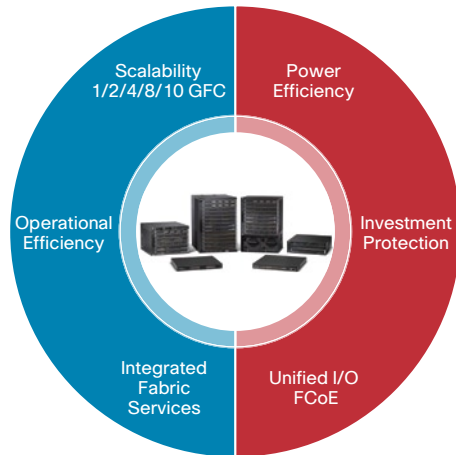 Scalability
1/2/4/8/10 GFC
Power
Efficiency
Operational
Efficiency
Investment
Protection
Integrated
Fabric
Services
Unified I/O
FCoE